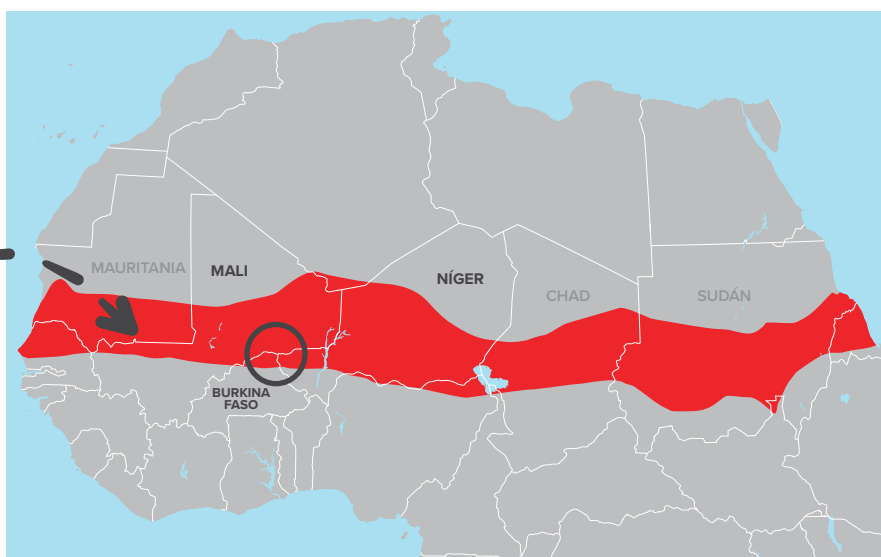 MAURITANIA
MALI
NÍGER
CHAD
SUDÁN
BURKINA
FASO